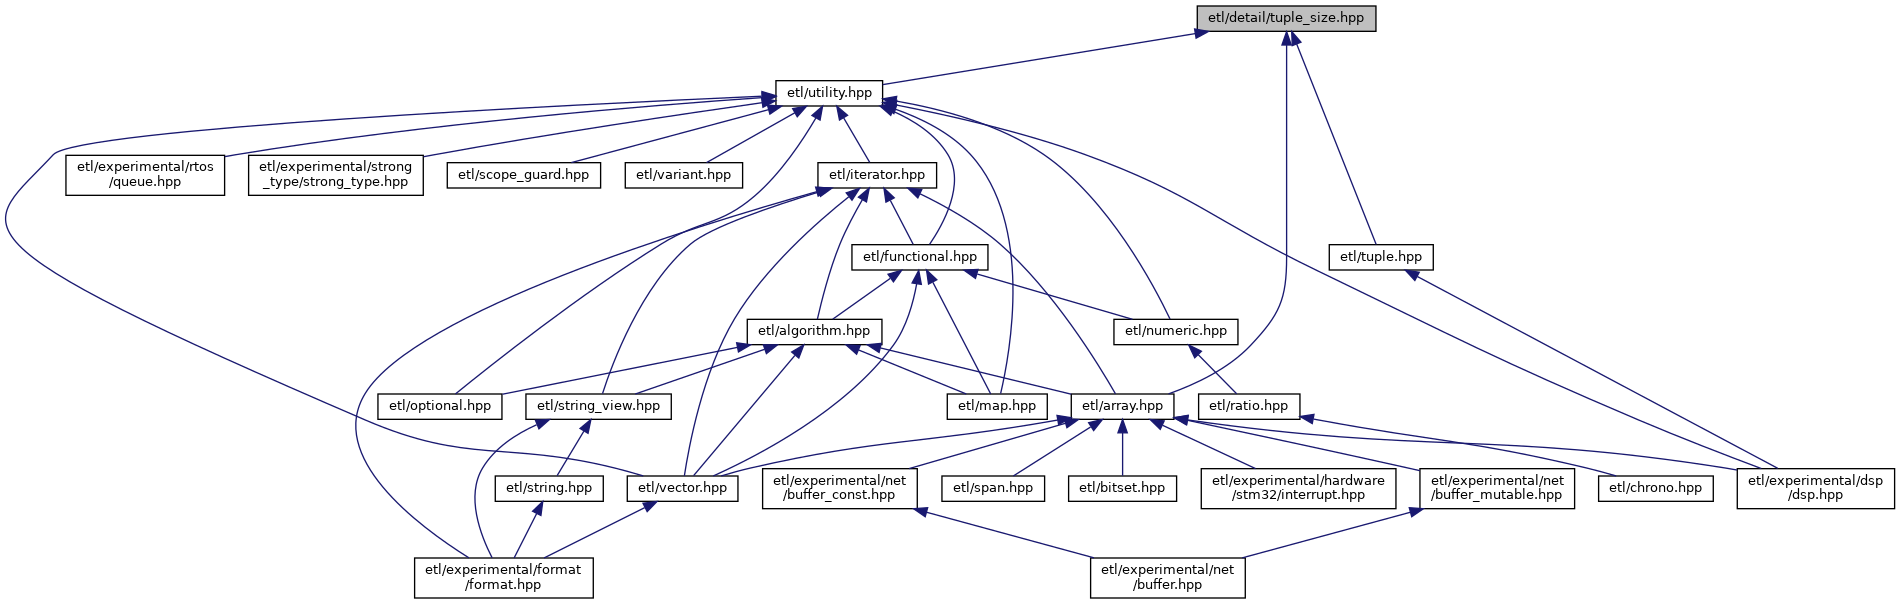 etl/detail/tuple_size.hpp
etl/utility.hpp
etl/experimental/rtos
/queue.hpp
etl/experimental/strong
_type/strong_type.hpp
etl/scope_guard.hpp
etl/variant.hpp
etl/iterator.hpp
etl/functional.hpp
etl/tuple.hpp
etl/algorithm.hpp
etl/numeric.hpp
etl/optional.hpp
etl/string_view.hpp
etl/map.hpp
etl/array.hpp
etl/ratio.hpp
etl/string.hpp
etl/vector.hpp
etl/experimental/net
/buffer_const.hpp
etl/span.hpp
etl/bitset.hpp
etl/experimental/hardware
/stm32/interrupt.hpp
etl/experimental/net
/buffer_mutable.hpp
etl/chrono.hpp
etl/experimental/dsp
/dsp.hpp
etl/experimental/format
/format.hpp
etl/experimental/net
/buffer.hpp